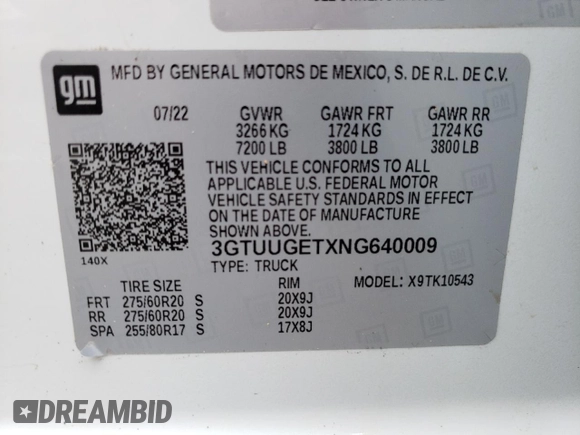 gm
MFD BY GENERAL MOTORS DE MEXICO, S. DE R.L. DE C.V.
07/22 GVWR GAWR FRT GAWR RR
3266 KG 1724 KG 1724 KG
7200 LB 3800 LB 3800 LB
THIS VEHICLE CONFORMS TO ALL
APPLICABLE U.S. FEDERAL MOTOR
VEHICLE SAFETY STANDARDS IN EFFECT
ON THE DATE OF MANUFACTURE
SHOWN ABOVE.
140X 3GTUUGETXNG640009
TYPE: TRUCK
TIRE SIZE RIM MODEL: X9TK10543
FRT 275/60R20 S 20X9J
RR 275/60R20 S 20X9J
SPA 255/80R17 S 17X8J
DREAMBID